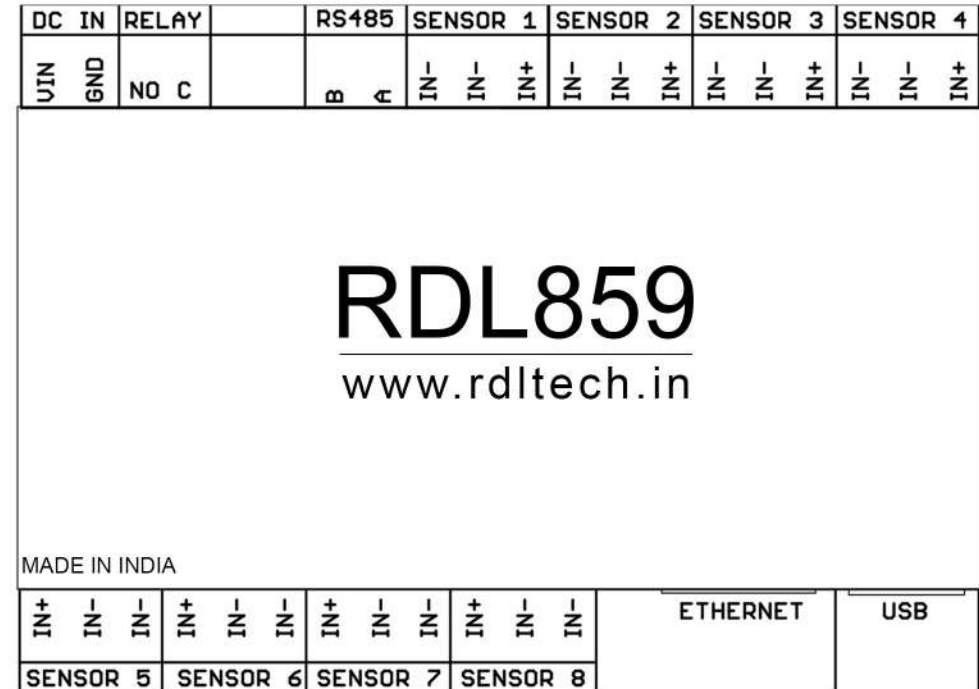 DC IN RELAY RS485 SENSOR 1 SENSOR 2 SENSOR 3 SENSOR 4
VIN GND NO C B A IN- IN- IN+ IN- IN- IN+ IN- IN- IN+ IN- IN- IN+
RDL859
www.rdltech.in
MADE IN INDIA
IN+ IN- IN- IN+ IN- IN- IN+ IN- IN- IN+ IN- IN- ETHERNET USB
SENSOR 5 SENSOR 6 SENSOR 7 SENSOR 8